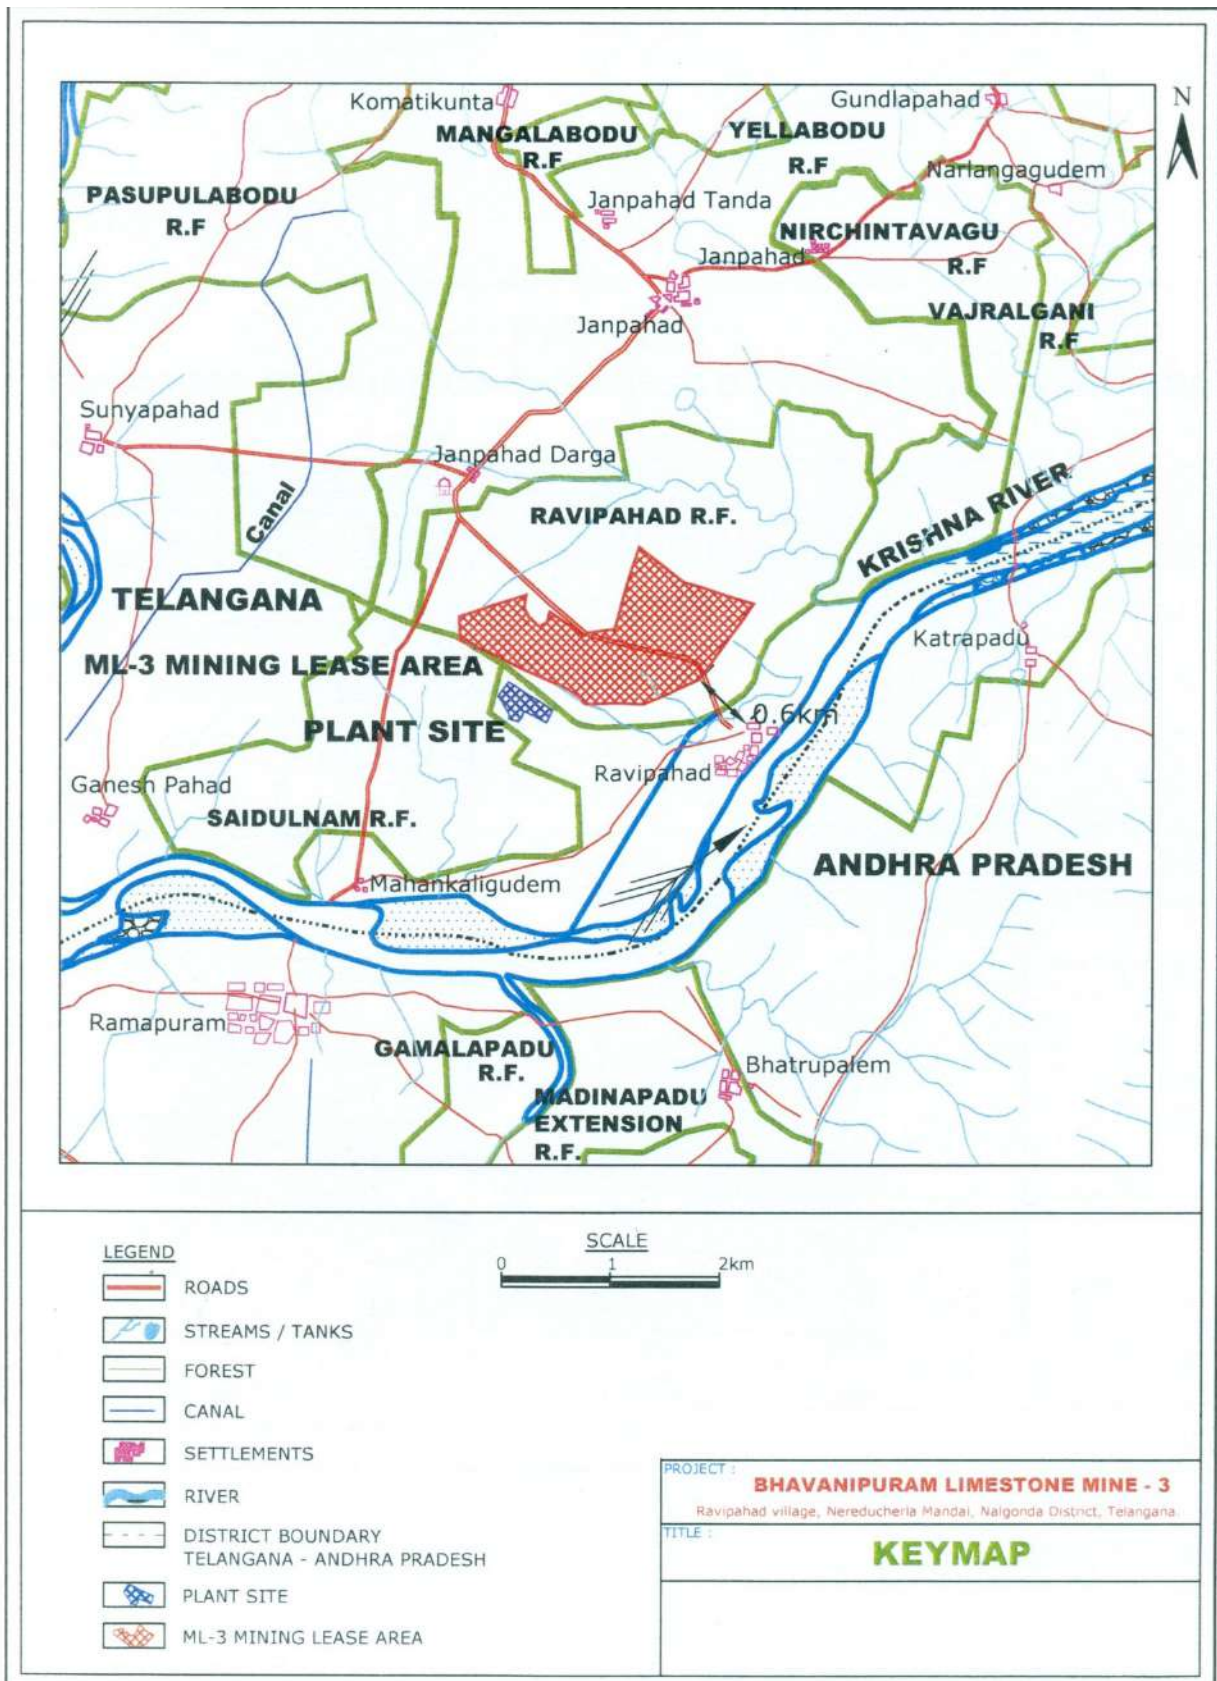 N
Komatikunta
Gundlapahad
MANGALABODU
R.F
YELLABODU
R.F
Narlangagudem
PASUPULABODU
R.F
Janpahad Tanda
NIRCHINTAVAGU
R.F
Janpahad
VAJRALGANI
R.F
Janpahad
Sunyapahad
Janpahad Darga
Canal
RAVIPAHAD R.F.
KRISHNA RIVER
TELANGANA
Katrapadu
ML-3 MINING LEASE AREA
PLANT SITE
0.6km
Ravipahad
Ganesh Pahad
SAIDULNAM R.F.
ANDHRA PRADESH
Mahankaligudem
Ramapuram
GAMALAPADU
R.F.
Bhatrupalem
MADINAPADU
EXTENSION
R.F.
LEGEND
ROADS
STREAMS / TANKS
FOREST
CANAL
SETTLEMENTS
RIVER
DISTRICT BOUNDARY
TELANGANA - ANDHRA PRADESH
PLANT SITE
ML-3 MINING LEASE AREA
SCALE
0 1 2km
PROJECT :
BHAVANIPURAM LIMESTONE MINE - 3
Ravipahad village, Nereducherla Mandal, Nalgonda District, Telangana.
TITLE :
KEYMAP